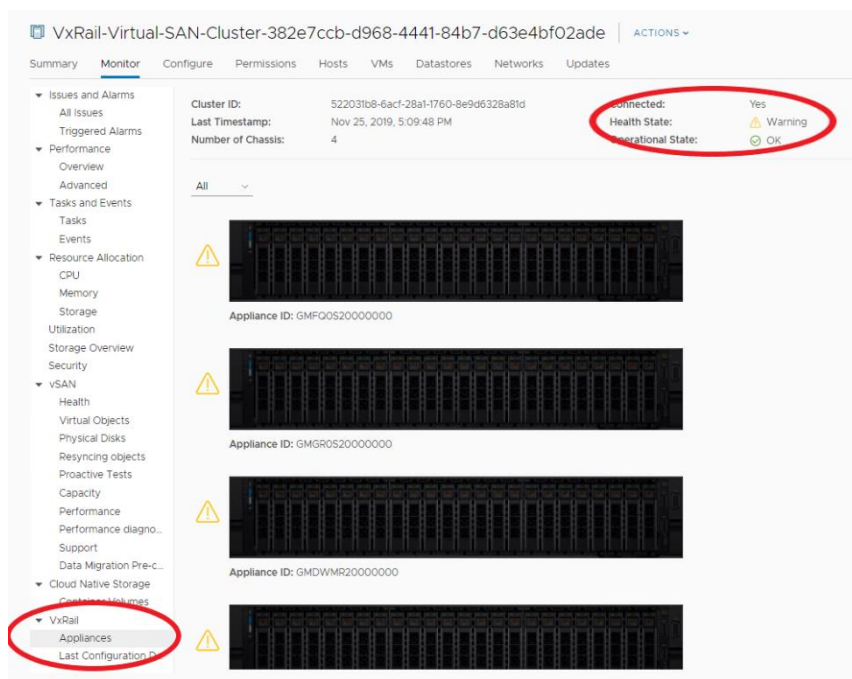 VxRail-Virtual-SAN-Cluster-382e7ccb-d968-4441-84b7-d63e4bf02ade ACTIONS
Summary Monitor Configure Permissions Hosts VMs Datastores Networks Updates
Issues and Alarms
All Issues
Triggered Alarms
Performance
Overview
Advanced
Tasks and Events
Tasks
Events
Resource Allocation
CPU
Memory
Storage
Utilization
Storage Overview
Security
vSAN
Health
Virtual Objects
Physical Disks
Resyncing objects
Proactive Tests
Capacity
Performance
Performance diagno...
Support
Data Migration Pre-c...
Cloud Native Storage
Container Volumes
VxRail
Appliances
Last Configuration D...
Cluster ID: 522031b8-6acf-28a1-1760-8e9d6328a81d
Last Timestamp: Nov 25, 2019, 5:09:48 PM
Number of Chassis: 4
Connected: Yes
Health State: Warning
Operational State: OK
All
Appliance ID: GMFQ0S20000000
Appliance ID: GMGR0S20000000
Appliance ID: GMDWMR20000000